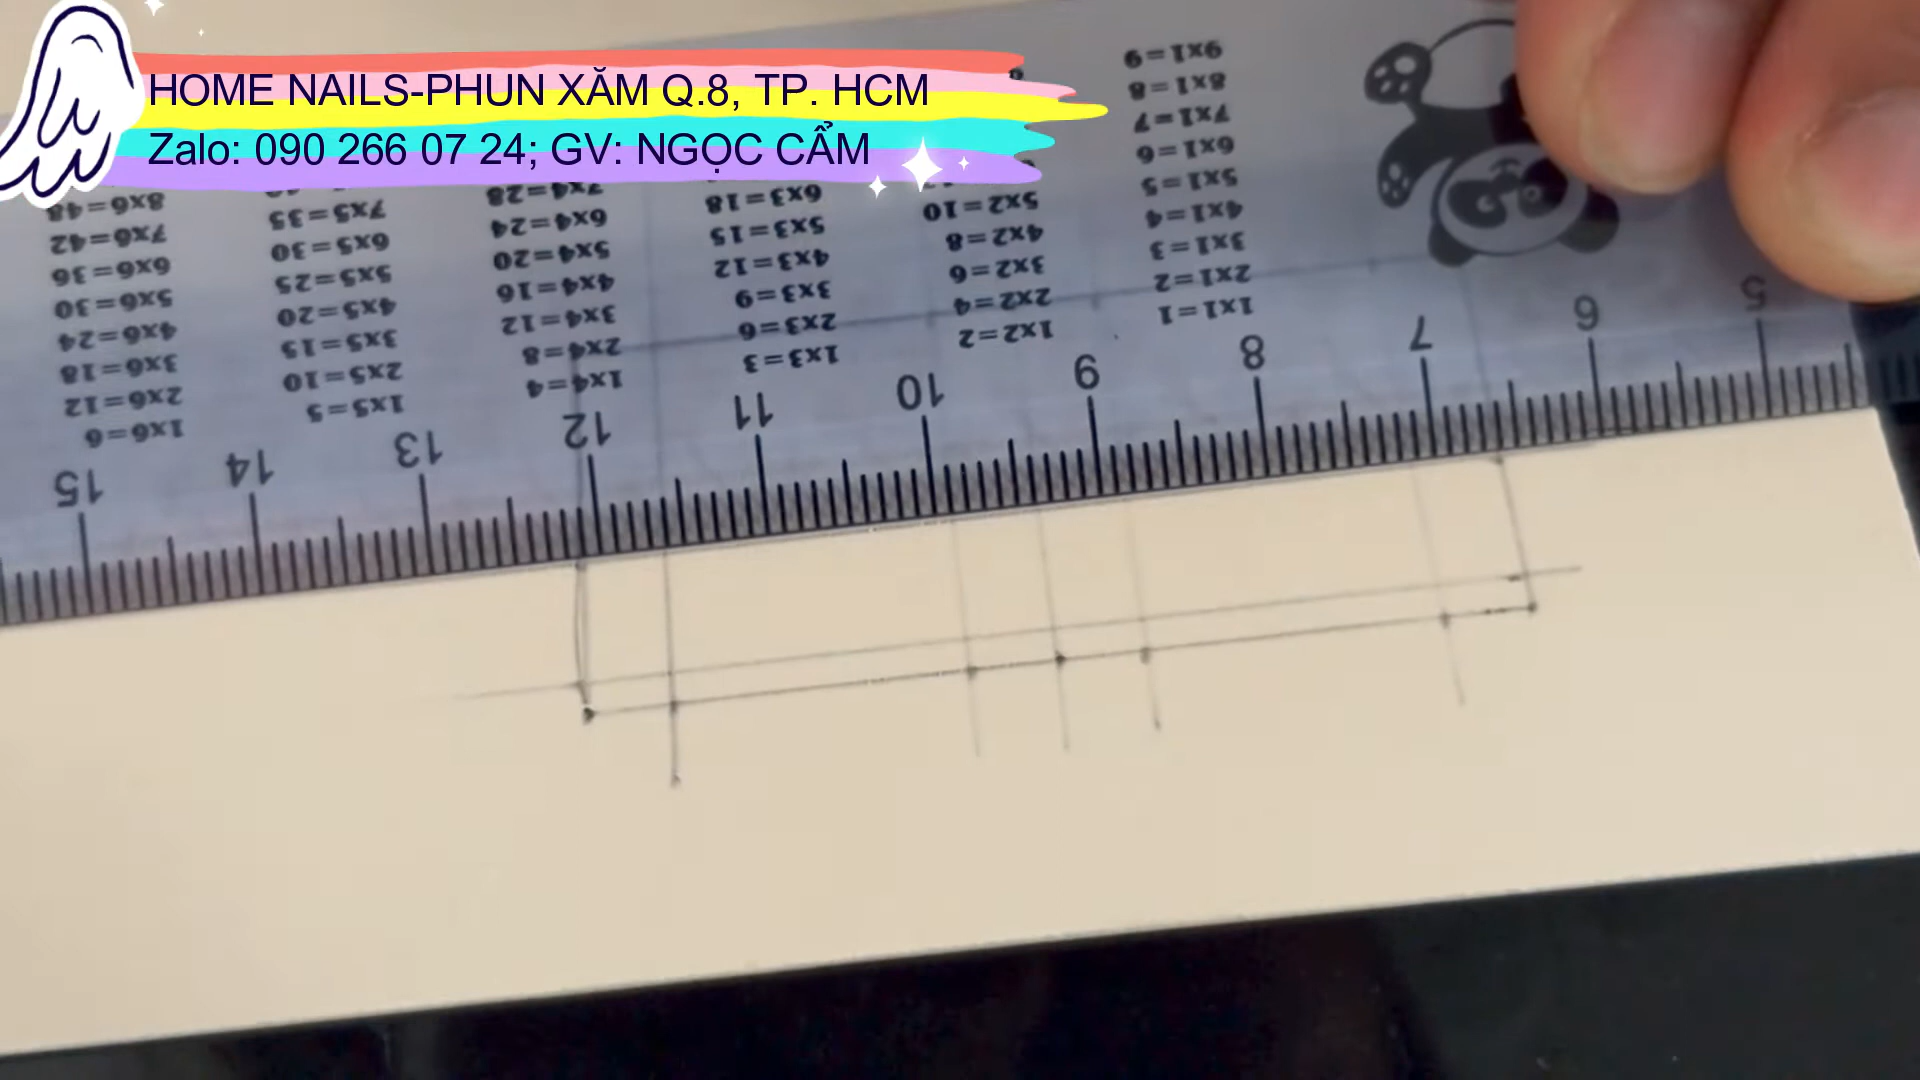 HOME NAILS-PHUN XĂM Q.8, TP. HCM
Zalo: 090 266 07 24; GV: NGỌC CẨM
9x1=9
8x1=8
7x1=7
6x1=6
5x1=5
4x1=4
3x1=3
2x1=2
1x1=1
5x2=10
4x2=8
3x2=6
2x2=4
1x2=2
6x3=18
5x3=15
4x3=12
3x3=9
2x3=6
1x3=3
7x4=28
6x4=24
5x4=20
4x4=16
3x4=12
2x4=8
1x4=4
7x5=35
6x5=30
5x5=25
4x5=20
3x5=15
2x5=10
1x5=5
8x6=48
7x6=42
6x6=36
5x6=30
4x6=24
3x6=18
2x6=12
1x6=6
15 14 13 12 11 10 9 8 7 6 5